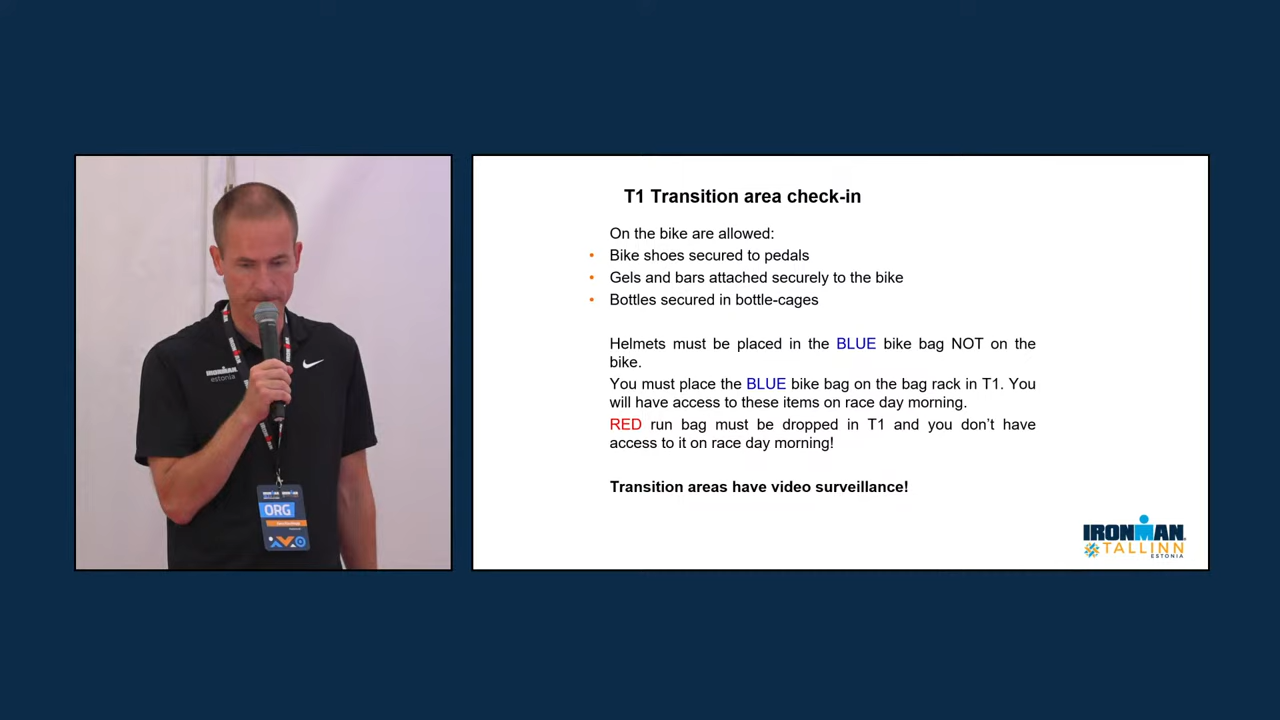 T1 Transition area check-in
On the bike are allowed:
• Bike shoes secured to pedals
• Gels and bars attached securely to the bike
• Bottles secured in bottle-cages
Helmets must be placed in the BLUE bike bag NOT on the
bike.
You must place the BLUE bike bag on the bag rack in T1. You
will have access to these items on race day morning.
RED run bag must be dropped in T1 and you don't have
access to it on race day morning!
Transition areas have video surveillance!
IRONMAN
TALLINN
ESTONIA
IRONMAN
estonia
ORG